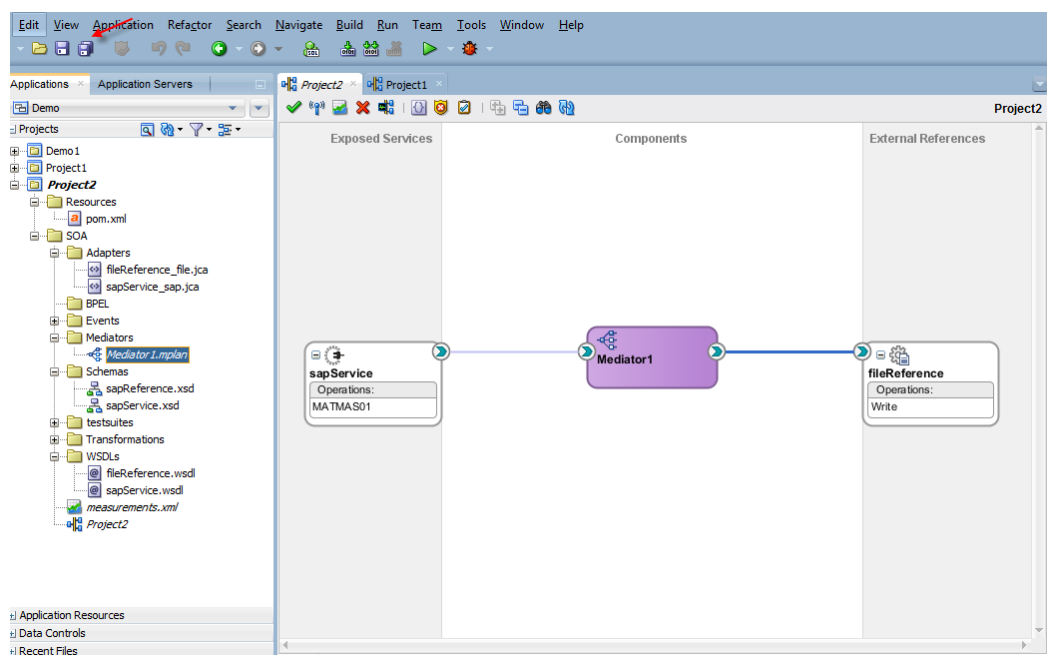 Edit View Application Refactor Search Navigate Build Run Team Tools Window Help
Applications Application Servers
Project2 Project1
Demo
Project2
Projects
Exposed Services Components External References
Demo1
Project1
Project2
Resources
pom.xml
SOA
Adapters
fileReference_file.jca
sapService_sap.jca
BPEL
Events
Mediators
Mediator1.mplan
Schemas
sapReference.xsd
sapService.xsd
testsuites
Transformations
WSDLs
fileReference.wsdl
sapService.wsdl
measurements.xml
Project2
sapService
Operations:
MATMAS01
Mediator1
fileReference
Operations:
Write
Application Resources
Data Controls
Recent Files